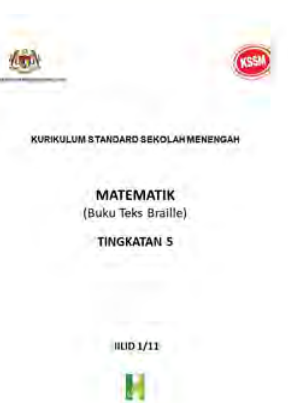 KSSM
KURIKULUM STANDARD SEKOLAH MENENGAH
MATEMATIK
(Buku Teks Braille)
TINGKATAN 5
JILID 1/11